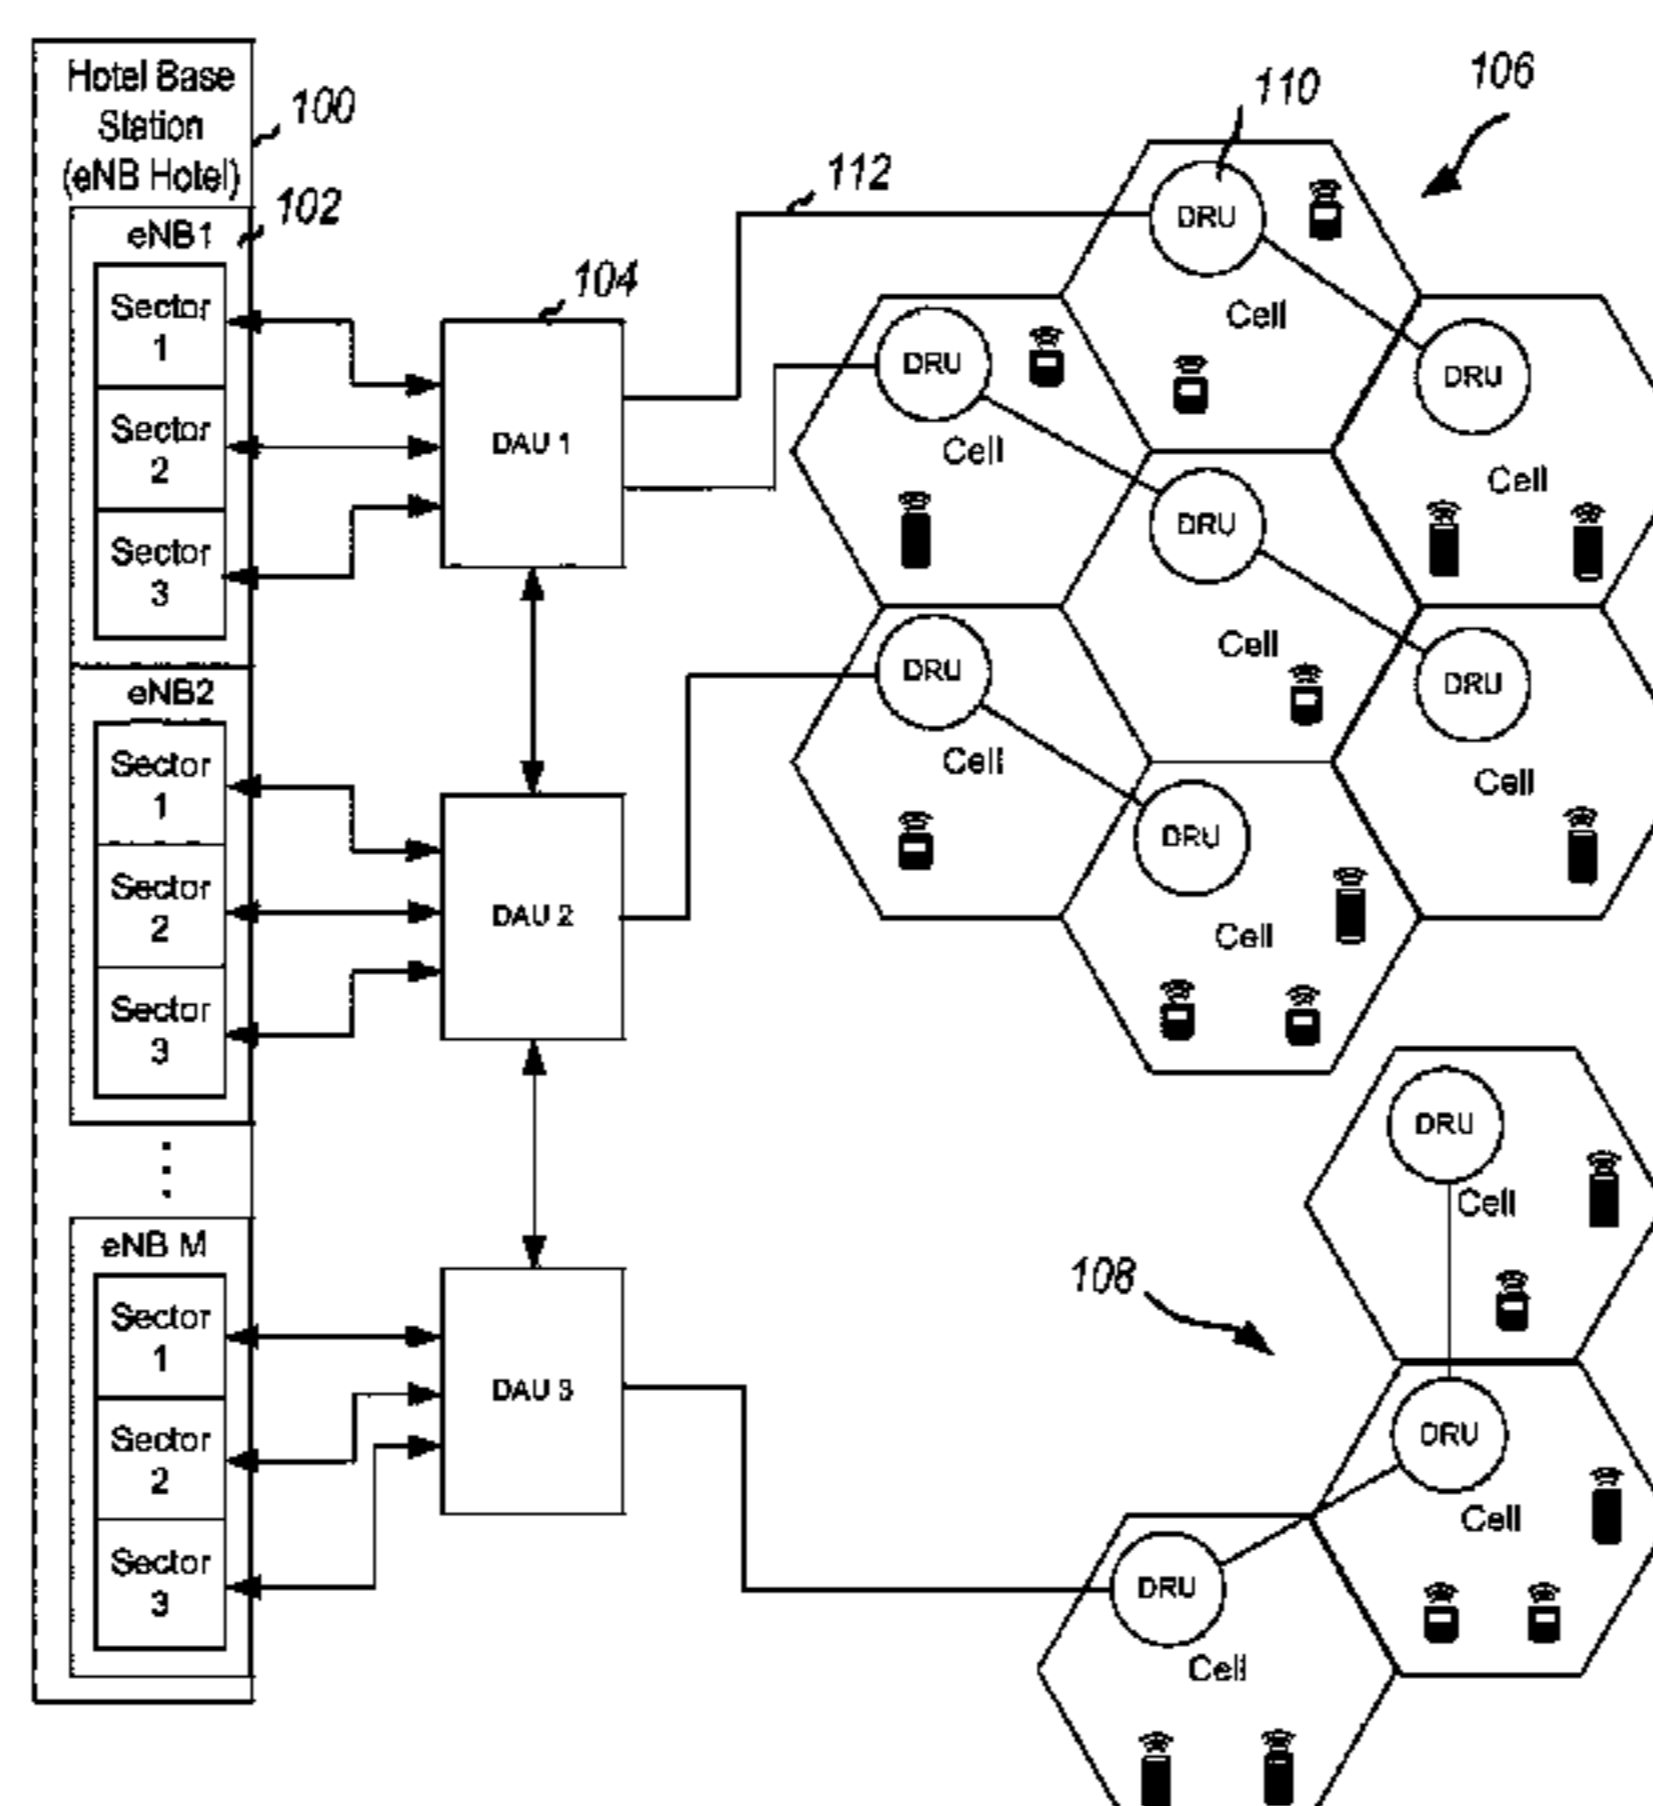 Hotel Base
Station
(eNB Hotel)
100
102
eNB1
Sector
1
Sector
2
Sector
3
eNB2
Sector
1
Sector
2
Sector
3
eNB M
Sector
1
Sector
2
Sector
3
104
DAU 1
DAU 2
DAU 3
112
110
106
DRU
Cell
DRU
Cell
DRU
Cell
DRU
Cell
DRU
Cell
DRU
Cell
DRU
Cell
108
DRU
Cell
DRU
Cell
DRU
Cell